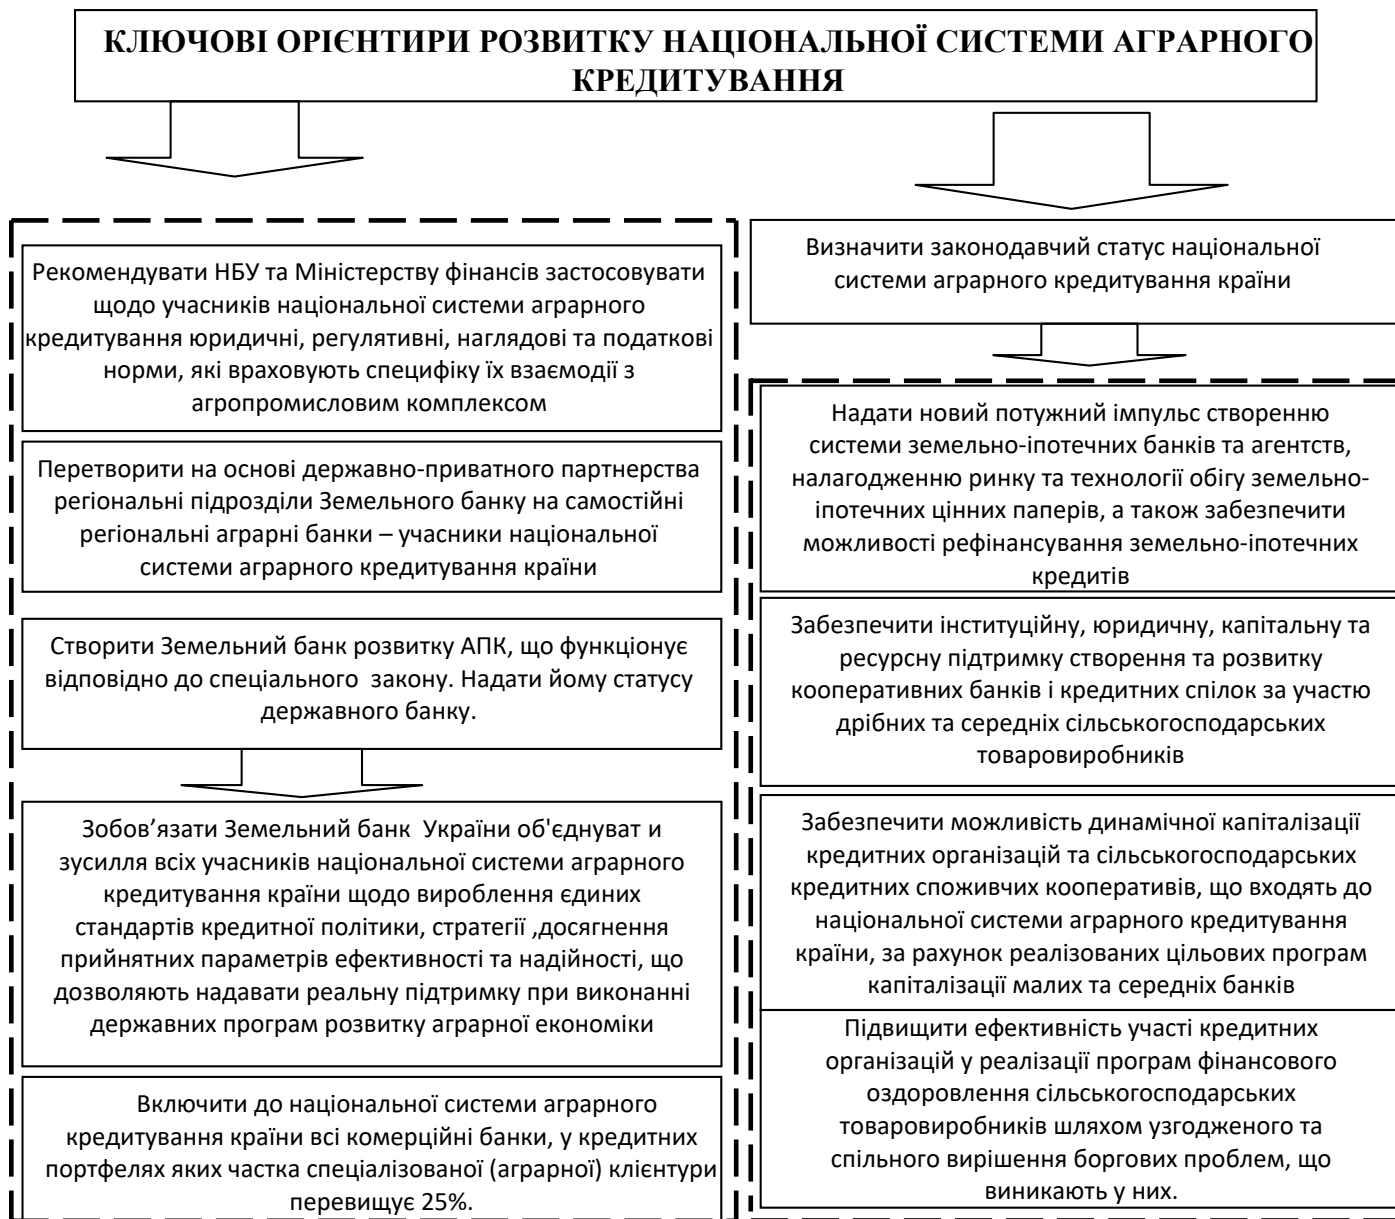 КЛЮЧОВІ ОРІЄНТИРИ РОЗВИТКУ НАЦІОНАЛЬНОЇ СИСТЕМИ АГРАРНОГО
КРЕДИТУВАННЯ
Рекомендувати НБУ та Міністерству фінансів застосовувати
щодо учасників національної системи аграрного
кредитування юридичні, регулятивні, наглядові та податкові
норми, які враховують специфіку їх взаємодії з
агропромисловим комплексом
Перетворити на основі державно-приватного партнерства
регіональні підрозділи Земельного банку на самостійні
регіональні аграрні банки – учасники національної
системи аграрного кредитування країни
Створити Земельний банк розвитку АПК, що функціонує
відповідно до спеціального закону. Надати йому статусу
державного банку.
Зобов’язати Земельний банк України об'єднуват и
зусилля всіх учасників національної системи аграрного
кредитування країни щодо вироблення єдиних
стандартів кредитної політики, стратегії ,досягнення
прийнятних параметрів ефективності та надійності, що
дозволяють надавати реальну підтримку при виконанні
державних програм розвитку аграрної економіки
Включити до національної системи аграрного
кредитування країни всі комерційні банки, у кредитних
портфелях яких частка спеціалізованої (аграрної) клієнтури
перевищує 25%.
Визначити законодавчий статус національної
системи аграрного кредитування країни
Надати новий потужний імпульс створенню
системи земельно-іпотечних банків та агентств,
налагодженню ринку та технології обігу земельно-
іпотечних цінних паперів, а також забезпечити
можливості рефінансування земельно-іпотечних
кредитів
Забезпечити інституційну, юридичну, капітальну та
ресурсну підтримку створення та розвитку
кооперативних банків і кредитних спілок за участю
дрібних та середніх сільськогосподарських
товаровиробників
Забезпечити можливість динамічної капіталізації
кредитних організацій та сільськогосподарських
кредитних споживчих кооперативів, що входять до
національної системи аграрного кредитування
країни, за рахунок реалізованих цільових програм
капіталізації малих та середніх банків
Підвищити ефективність участі кредитних
організацій у реалізації програм фінансового
оздоровлення сільськогосподарських
товаровиробників шляхом узгодженого та
спільного вирішення боргових проблем, що
виникають у них.